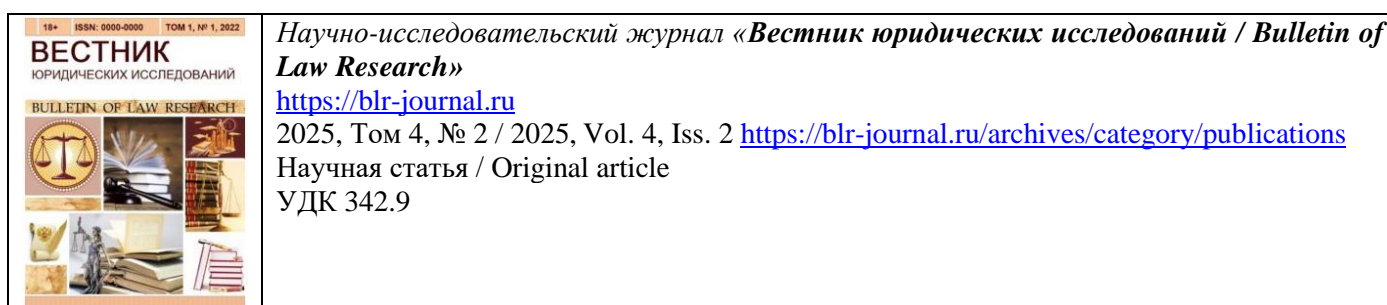 18+ ISSN: 0000-0000 ТОМ 1, № 1, 2022
ВЕСТНИК
ЮРИДИЧЕСКИХ ИССЛЕДОВАНИЙ
BULLETIN OF LAW RESEARCH
Научно-исследовательский журнал «Вестник юридических исследований / Bulletin of
Law Research»
https://blr-journal.ru
2025, Том 4, № 2 / 2025, Vol. 4, Iss. 2 https://blr-journal.ru/archives/category/publications
Научная статья / Original article
УДК 342.9